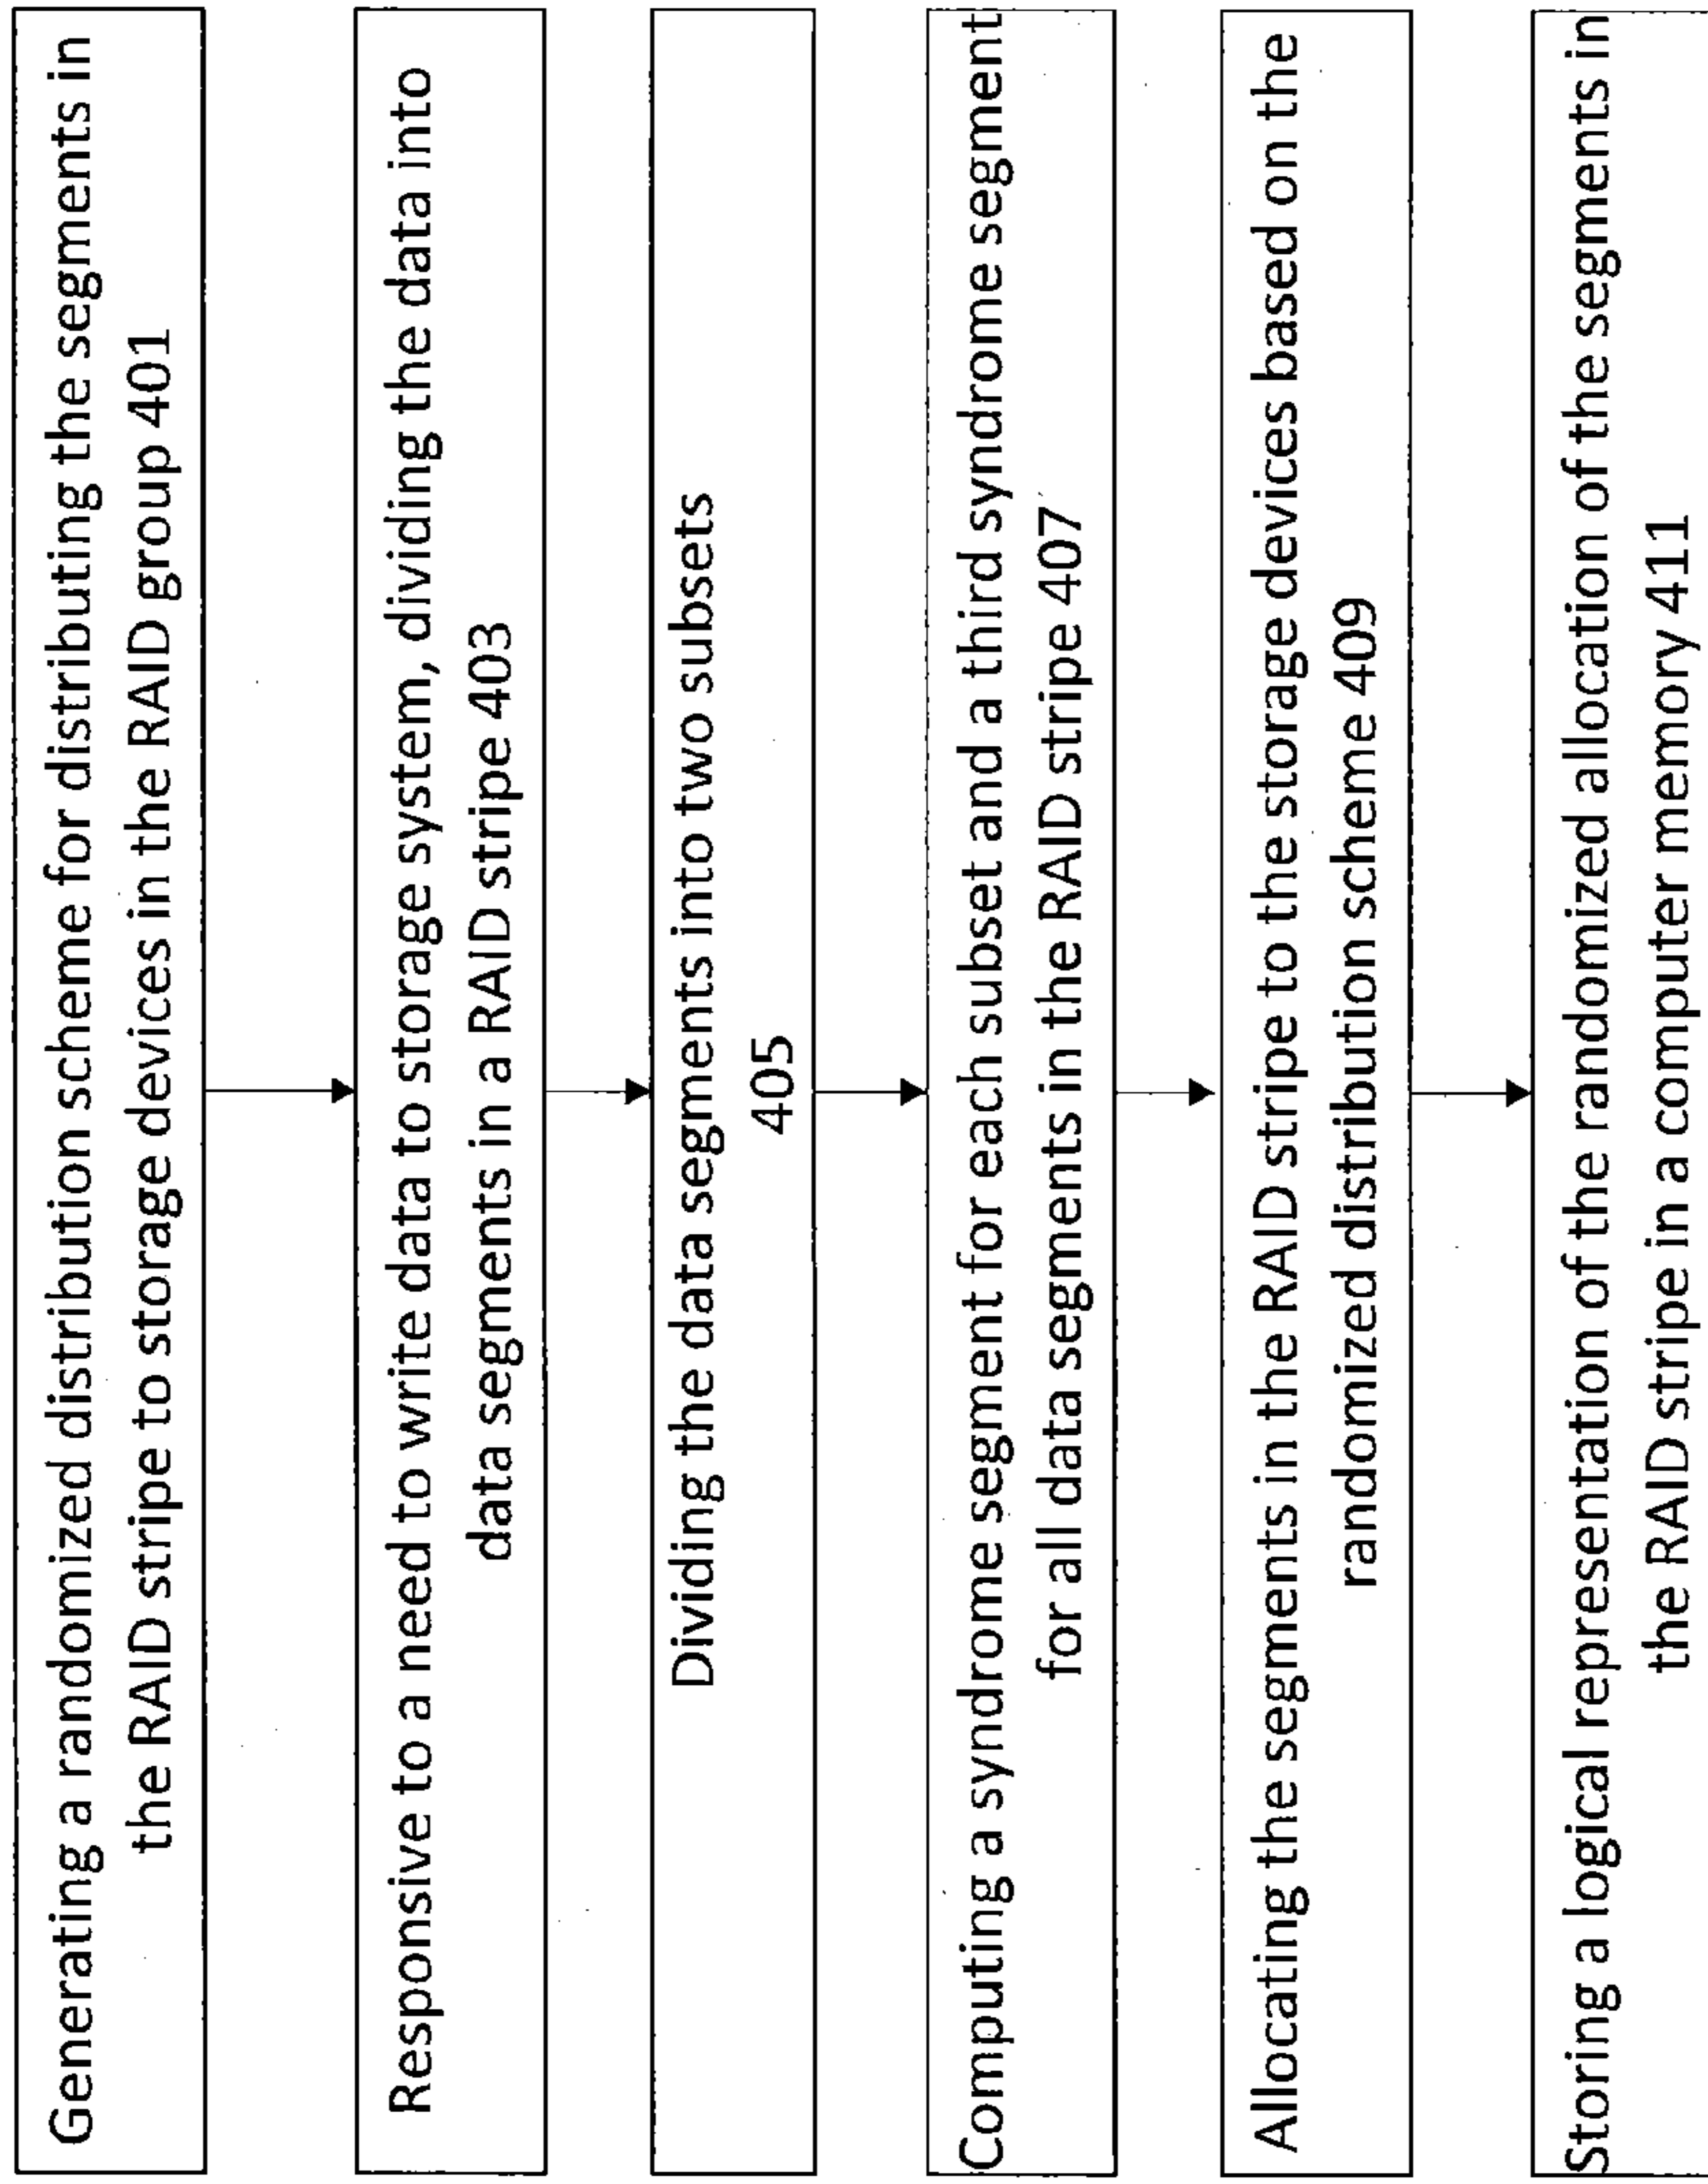 Generating a randomized distribution scheme for distributing the segments in
the RAID stripe to storage devices in the RAID group 401
Responsive to a need to write data to storage system, dividing the data into
data segments in a RAID stripe 403
Dividing the data segments into two subsets
405
Computing a syndrome segment for each subset and a third syndrome segment
for all data segments in the RAID stripe 407
Allocating the segments in the RAID stripe to the storage devices based on the
randomized distribution scheme 409
Storing a logical representation of the randomized allocation of the segments in
the RAID stripe in a computer memory 411